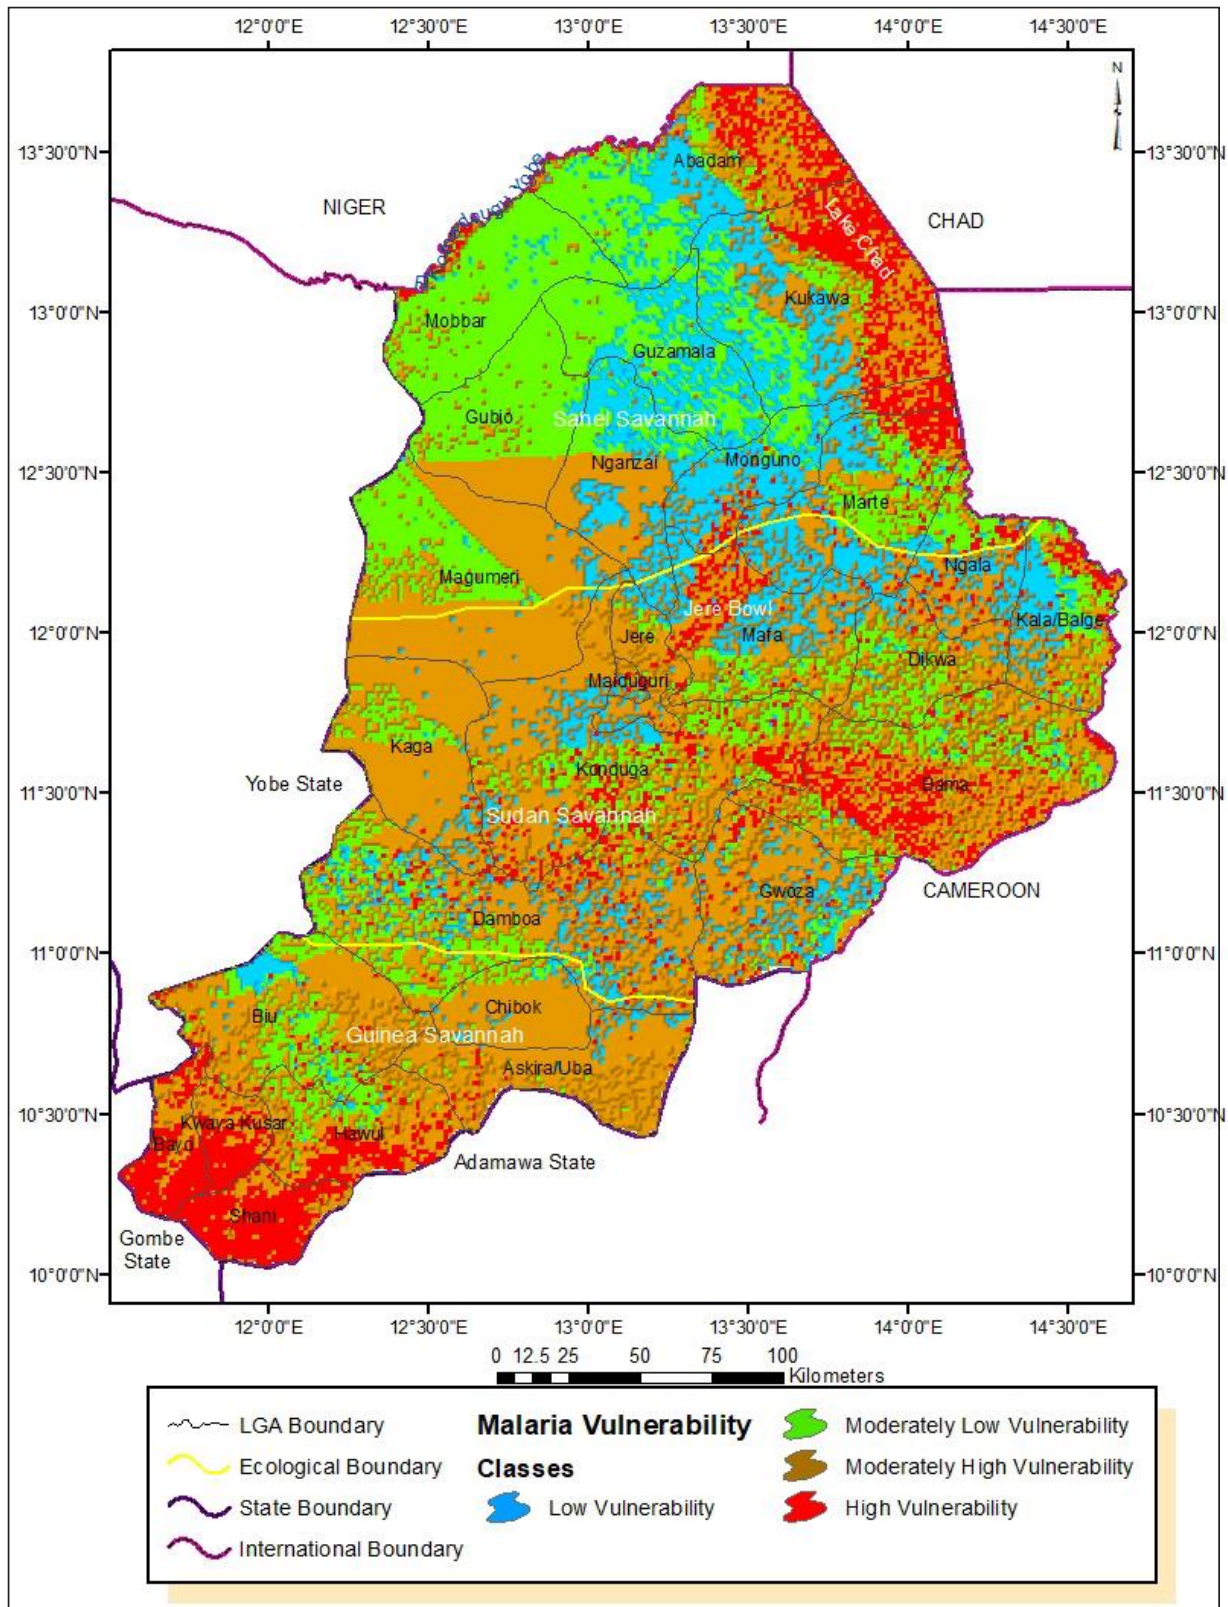 12°0'0"E 12°30'0"E 13°0'0"E 13°30'0"E 14°0'0"E 14°30'0"E
N
13°30'0"N 13°30'0"N
Abadam
NIGER
CHAD
Lake Chad
Kukawa
13°0'0"N 13°0'0"N
Mobbar
Guzamala
Gubio
Sahel Savannah
Nganzai
Monguno
12°30'0"N 12°30'0"N
Marte
Ngala
Magumeri
Jere Bowl
Kala/Balge
12°0'0"N 12°0'0"N
Jere
Mafa
Dikwa
Maiduguri
Kaga
Konduga
Yobe State
Bama
11°30'0"N 11°30'0"N
Sudan Savannah
Gwoza
CAMEROON
Damboa
11°0'0"N 11°0'0"N
Chibok
Biu
Guinea Savannah
Askira/Uba
10°30'0"N 10°30'0"N
Kwaya Kusar
Hawul
Bayo
Adamawa State
Shani
Gombe
State
10°0'0"N 10°0'0"N
12°0'0"E 12°30'0"E 13°0'0"E 13°30'0"E 14°0'0"E 14°30'0"E
0 12.5 25 50 75 100
Kilometers
LGA Boundary
Ecological Boundary
State Boundary
International Boundary
Malaria Vulnerability
Classes
Low Vulnerability
Moderately Low Vulnerability
Moderately High Vulnerability
High Vulnerability